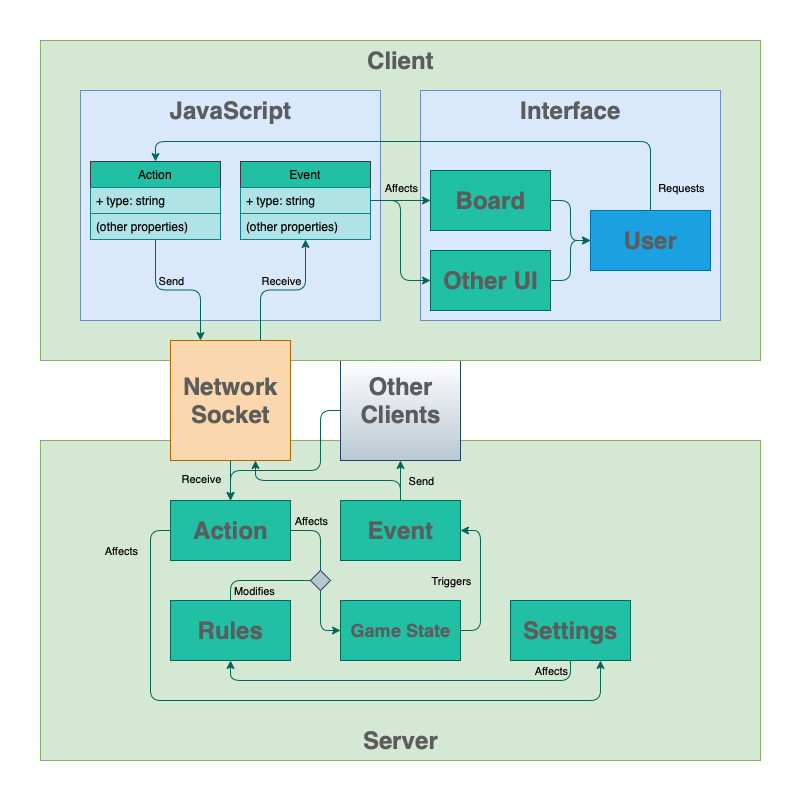 Client
JavaScript
Interface
Action
+ type: string
(other properties)
Event
+ type: string
(other properties)
Affects
Board
Other UI
User
Requests
Send
Receive
Network
Socket
Other
Clients
Receive
Send
Action
Affects
Event
Affects
Triggers
Modifies
Rules
Game State
Settings
Affects
Server